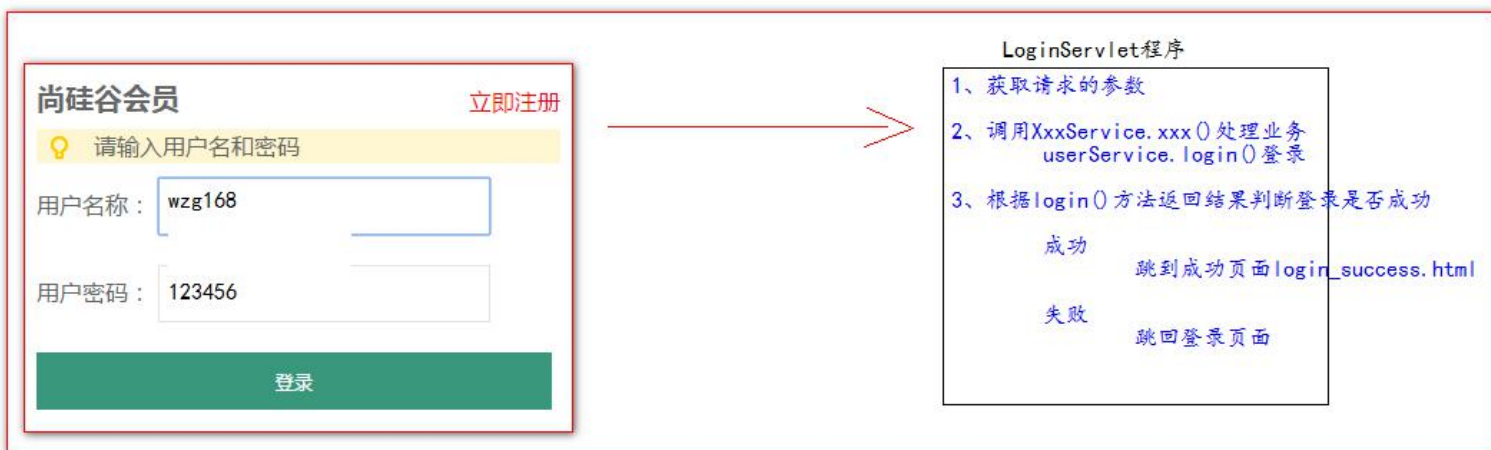 尚硅谷会员 立即注册
请输入用户名和密码
用户名称： wzg168
用户密码： 123456
登录
LoginServlet程序
1、获取请求的参数
2、调用XxxService.xxx()处理业务
userService.login()登录
3、根据login()方法返回结果判断登录是否成功
成功
跳到成功页面login_success.html
失败
跳回登录页面